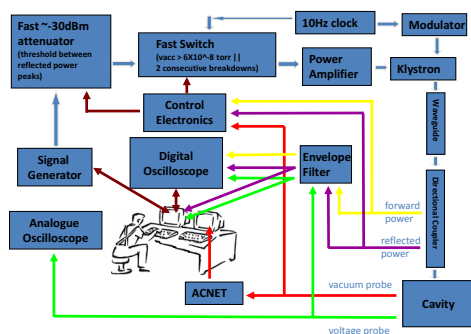 Fast ~-30dBm
attenuator
(threshold between
reflected power
peaks)
Fast Switch
(vacc > 6X10^-8 torr ||
2 consecutive breakdowns)
10Hz clock
Modulator
Power
Amplifier
Klystron
Control
Electronics
Waveguide
Signal
Generator
Digital
Oscilloscope
Envelope
Filter
Directional Coupler
forward
power
Analogue
Oscilloscope
reflected
power
ACNET
vacuum probe
Cavity
voltage probe